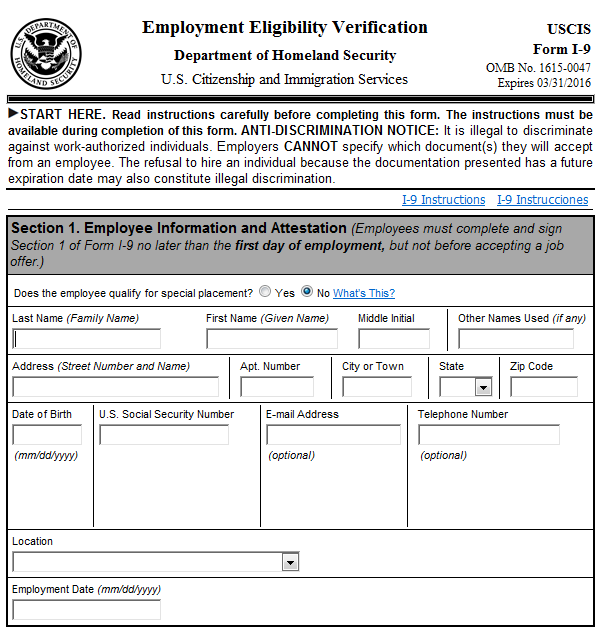 U.S. DEPARTMENT OF HOMELAND SECURITY
Employment Eligibility Verification
Department of Homeland Security
U.S. Citizenship and Immigration Services
USCIS
Form I-9
OMB No. 1615-0047
Expires 03/31/2016
►START HERE. Read instructions carefully before completing this form. The instructions must be
available during completion of this form. ANTI-DISCRIMINATION NOTICE: It is illegal to discriminate
against work-authorized individuals. Employers CANNOT specify which document(s) they will accept
from an employee. The refusal to hire an individual because the documentation presented has a future
expiration date may also constitute illegal discrimination.
I-9 Instructions I-9 Instrucciones
Section 1. Employee Information and Attestation (Employees must complete and sign
Section 1 of Form I-9 no later than the first day of employment, but not before accepting a job
offer.)
Does the employee qualify for special placement? Yes No What's This?
Last Name (Family Name) First Name (Given Name) Middle Initial Other Names Used (if any)
Address (Street Number and Name) Apt. Number City or Town State Zip Code
Date of Birth U.S. Social Security Number E-mail Address Telephone Number
(mm/dd/yyyy) (optional) (optional)
Location
Employment Date (mm/dd/yyyy)